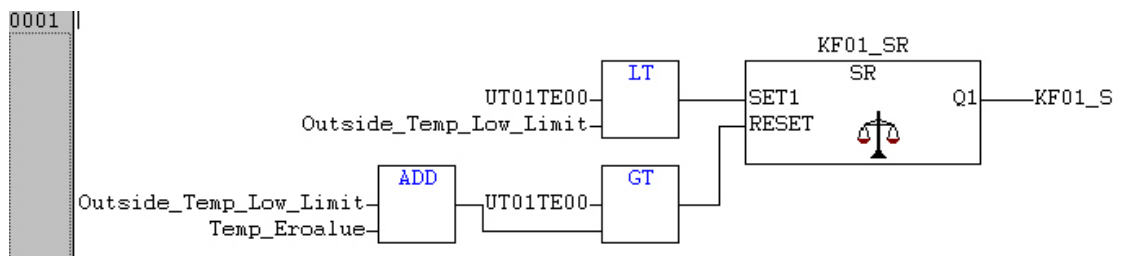 0001
KF01_SR
LT
SR
UT01TE00
SET1
Q1
KF01_S
Outside_Temp_Low_Limit
RESET
ADD
GT
Outside_Temp_Low_Limit
UT01TE00
Temp_Eroalue